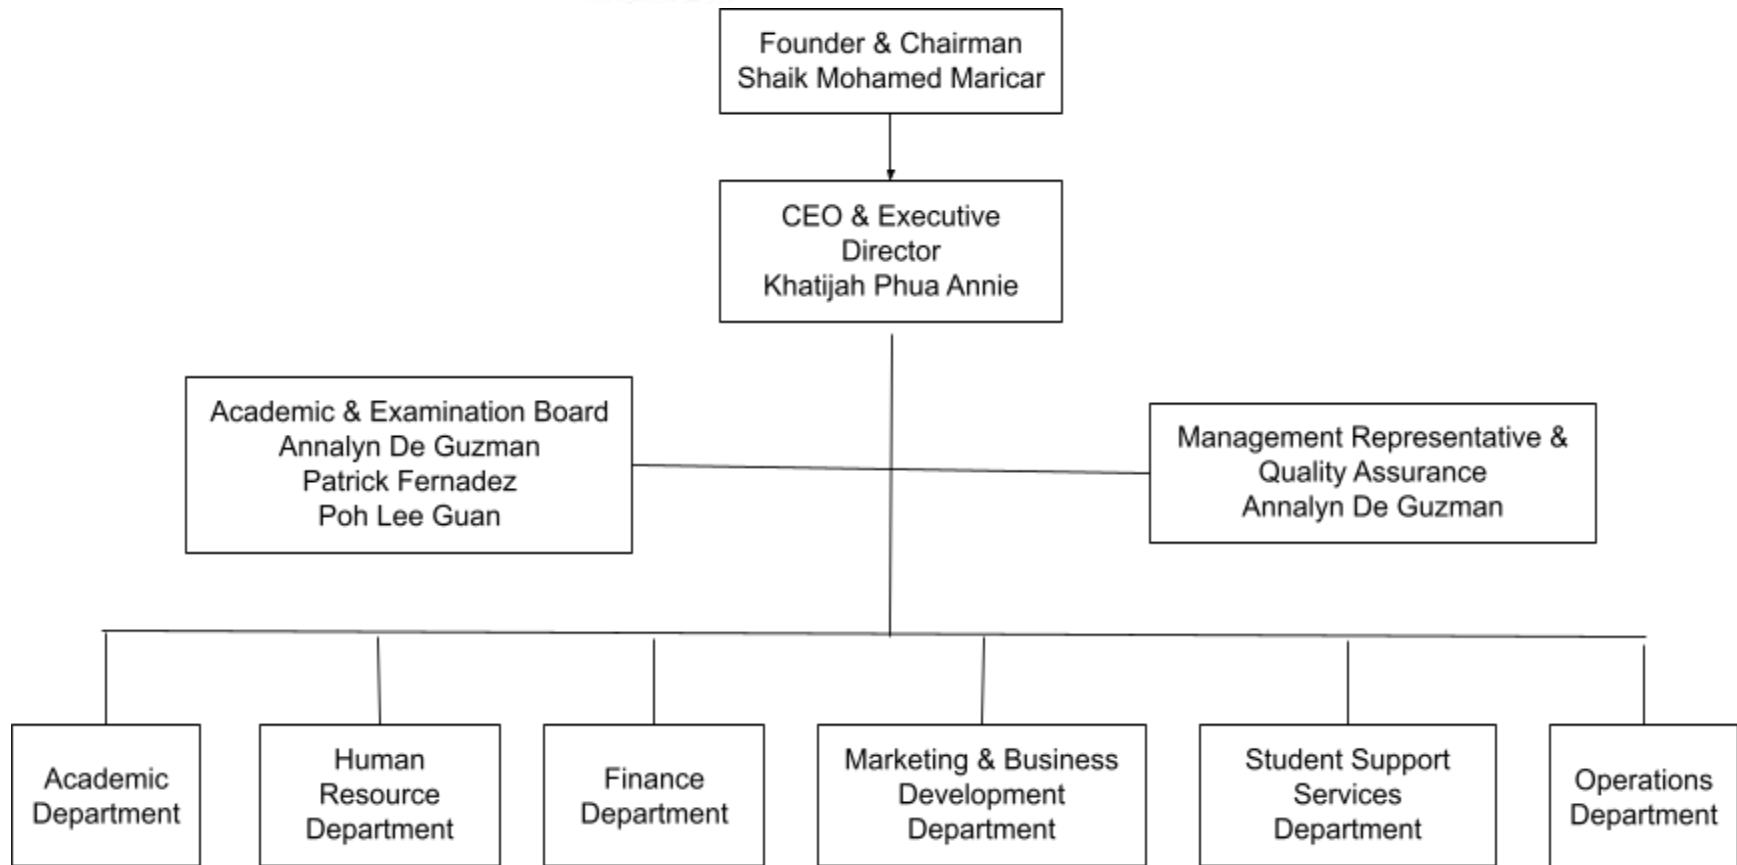 Founder & Chairman
Shaik Mohamed Maricar
CEO & Executive
Director
Khatijah Phua Annie
Academic & Examination Board
Annalyn De Guzman
Patrick Fernadez
Poh Lee Guan
Management Representative &
Quality Assurance
Annalyn De Guzman
Academic
Department
Human
Resource
Department
Finance
Department
Marketing & Business
Development
Department
Student Support
Services
Department
Operations
Department